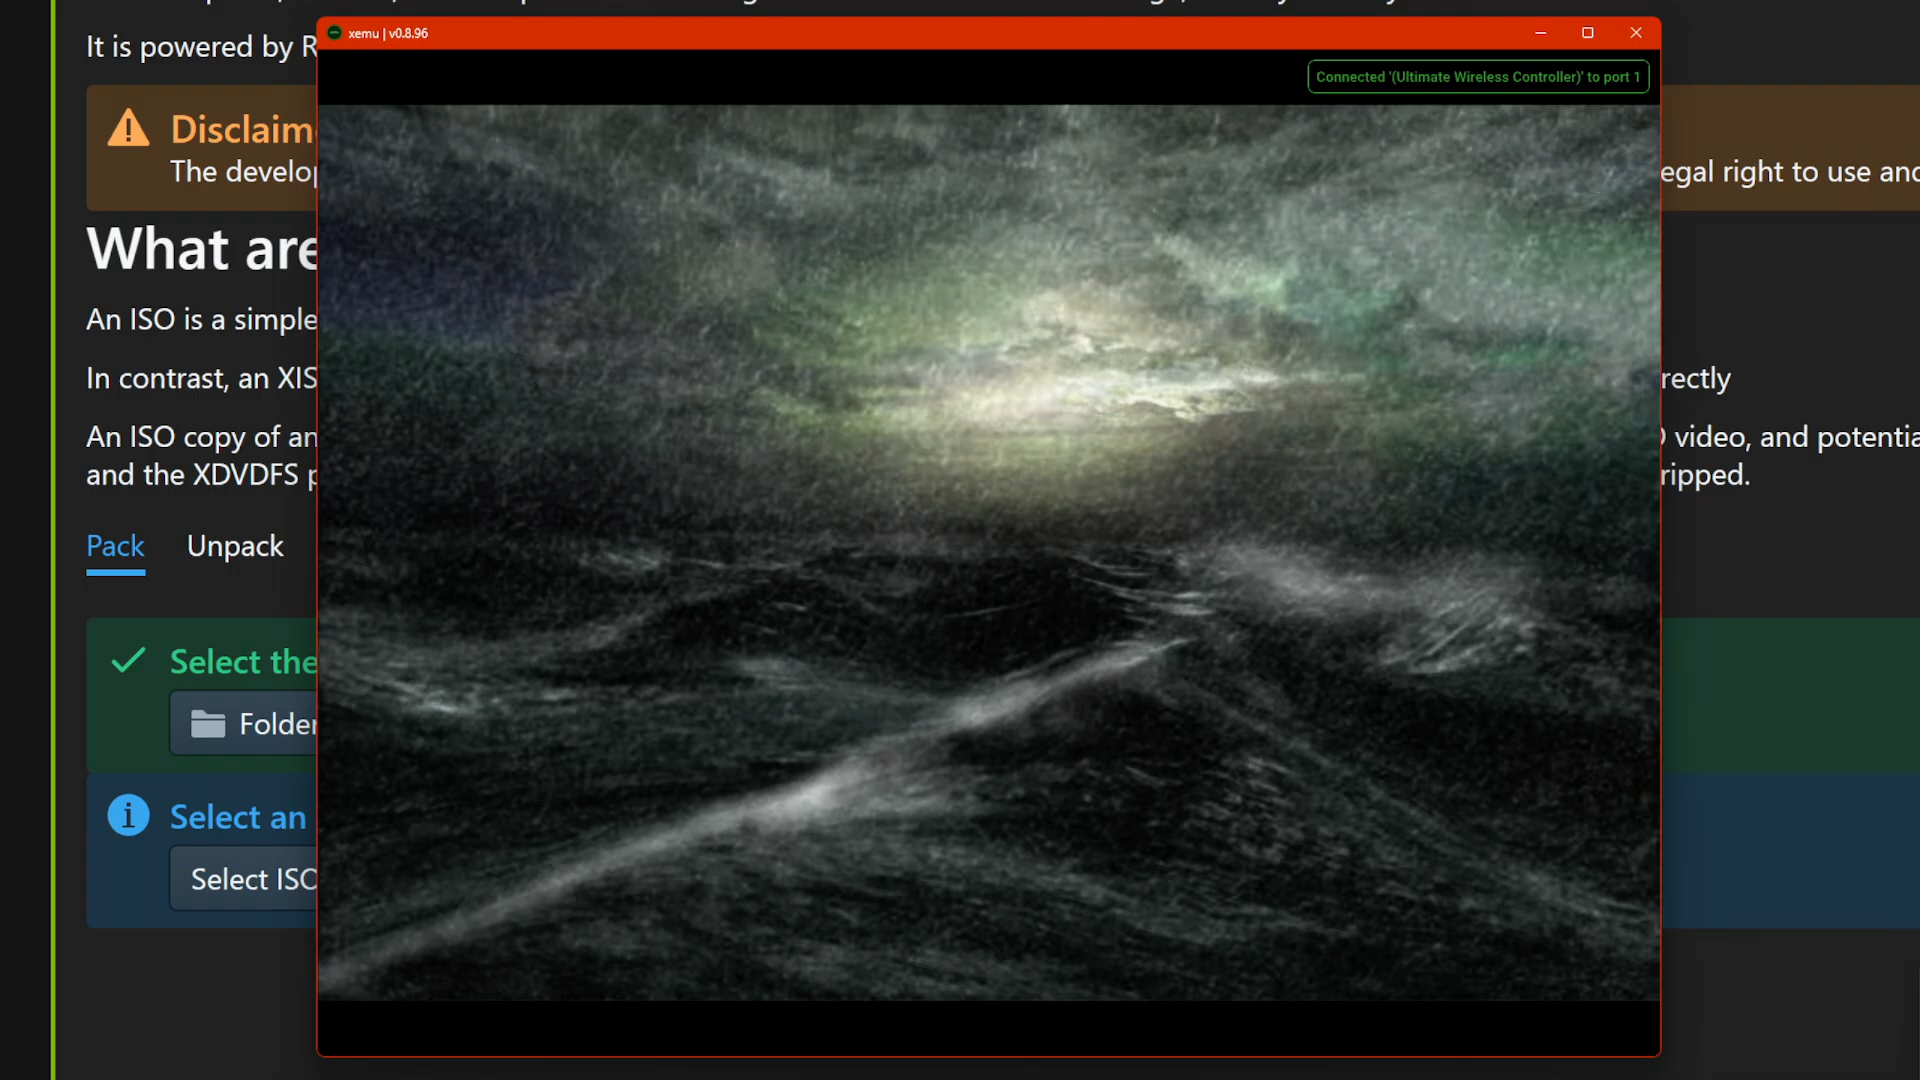 It is powered by R
xemu | v0.8.96
Connected '(Ultimate Wireless Controller)' to port 1
Disclaim
The develop
egal right to use and
What are
An ISO is a simple
In contrast, an XIS
rectly
An ISO copy of an
video, and potentia
and the XDVDFS p
ripped.
Pack Unpack
Select the
Folder
Select an
Select ISO